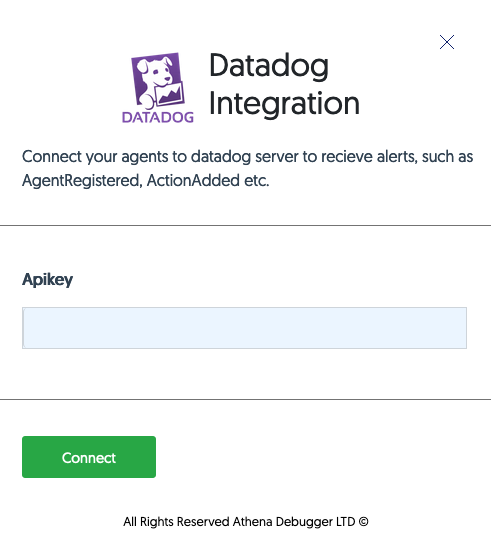 Datadog
Integration
DATADOG
Connect your agents to datadog server to recieve alerts, such as
AgentRegistered, ActionAdded etc.
Apikey
Connect
All Rights Reserved Athena Debugger LTD ©